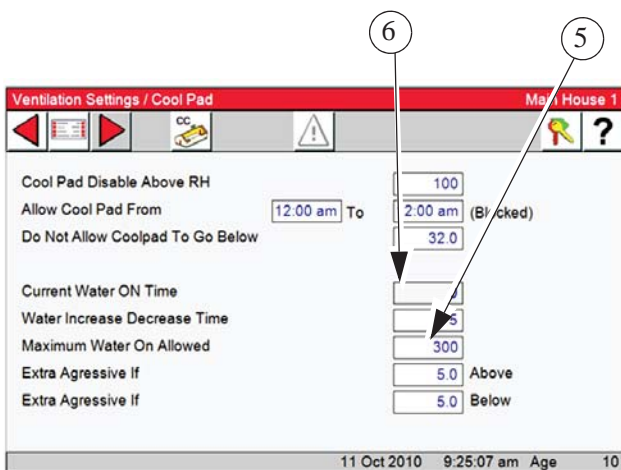 6
5
Ventilation Settings / Cool Pad Main House 1
CC
?
Cool Pad Disable Above RH 100
Allow Cool Pad From 12:00 am To 2:00 am (Blocked)
Do Not Allow Coolpad To Go Below 32.0
Current Water ON Time
Water Increase Decrease Time 5
Maximum Water On Allowed 300
Extra Agressive If 5.0 Above
Extra Agressive If 5.0 Below
11 Oct 2010 9:25:07 am Age 10